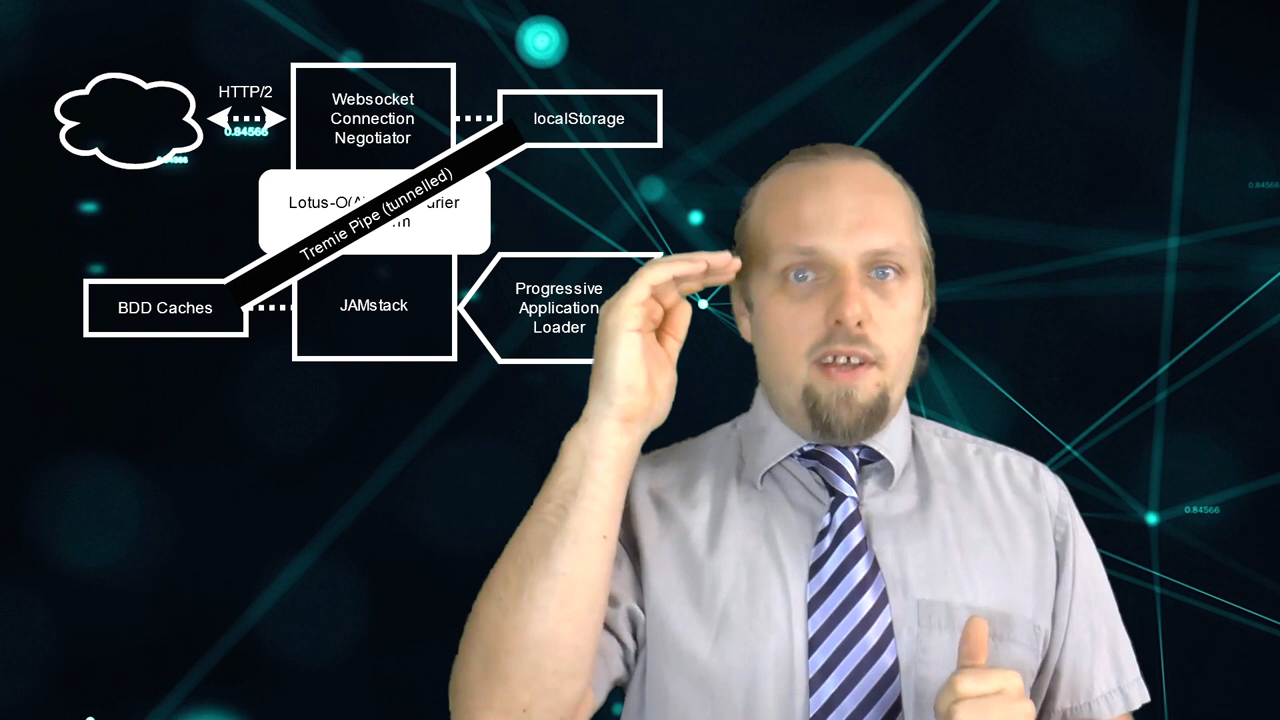 HTTP/2
0.84566
Websocket
Connection
Negotiator
localStorage
Lotus-O(
Tremie Pipe (tunnelled)
BDD Caches
JAMstack
Progressive
Application
Loader
0.84566
0.84566